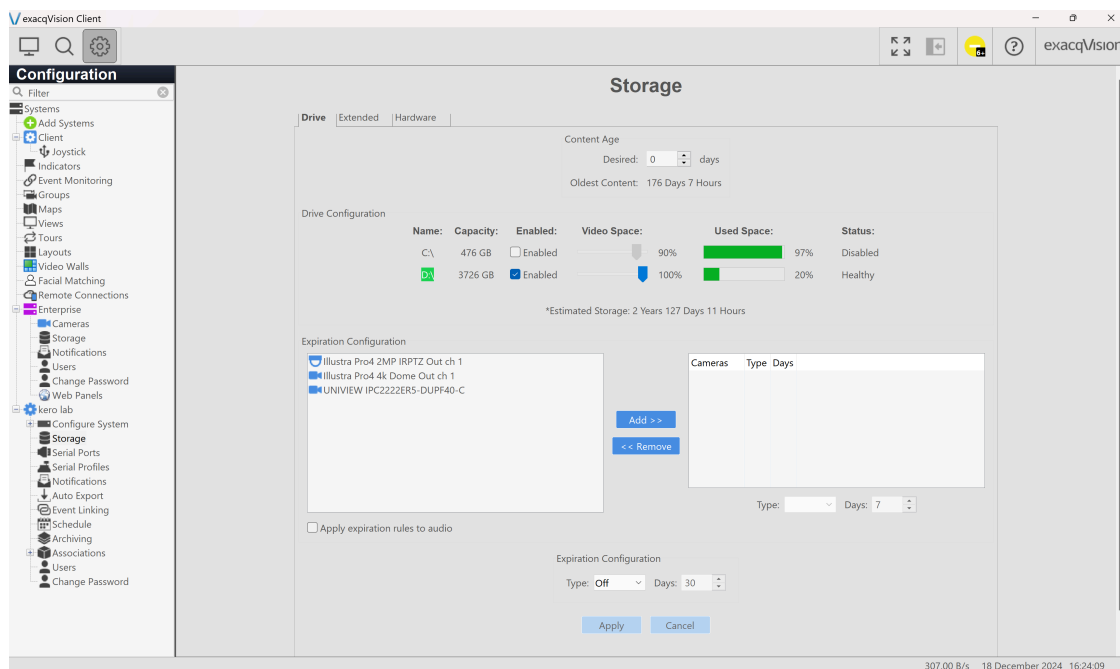 exacqVision Client
exacqVision
6+
Configuration
Filter
Systems
Add Systems
Client
Joystick
Indicators
Event Monitoring
Groups
Maps
Views
Tours
Layouts
Video Walls
Facial Matching
Remote Connections
Enterprise
Cameras
Storage
Notifications
Users
Change Password
Web Panels
kero lab
Configure System
Storage
Serial Ports
Serial Profiles
Notifications
Auto Export
Event Linking
Schedule
Archiving
Associations
Users
Change Password
Storage
Drive Extended Hardware
Content Age
Desired: 0 days
Oldest Content: 176 Days 7 Hours
Drive Configuration
Name: Capacity: Enabled: Video Space: Used Space: Status:
C:\ 476 GB Enabled 90% 97% Disabled
D:\ 3726 GB Enabled 100% 20% Healthy
*Estimated Storage: 2 Years 127 Days 11 Hours
Expiration Configuration
Illustra Pro4 2MP IRPTZ Out ch 1
Illustra Pro4 4k Dome Out ch 1
UNIVIEW IPC2222ER5-DUPF40-C
Add >>
<< Remove
Cameras Type Days
Type: Days: 7
Apply expiration rules to audio
Expiration Configuration
Type: Off Days: 30
Apply Cancel
307.00 B/s 18 December 2024 16:24:09